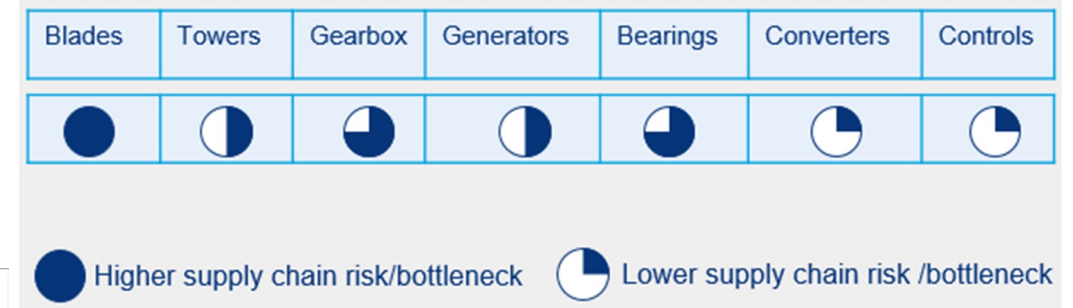 Blades Towers Gearbox Generators Bearings Converters Controls
Higher supply chain risk/bottleneck Lower supply chain risk /bottleneck